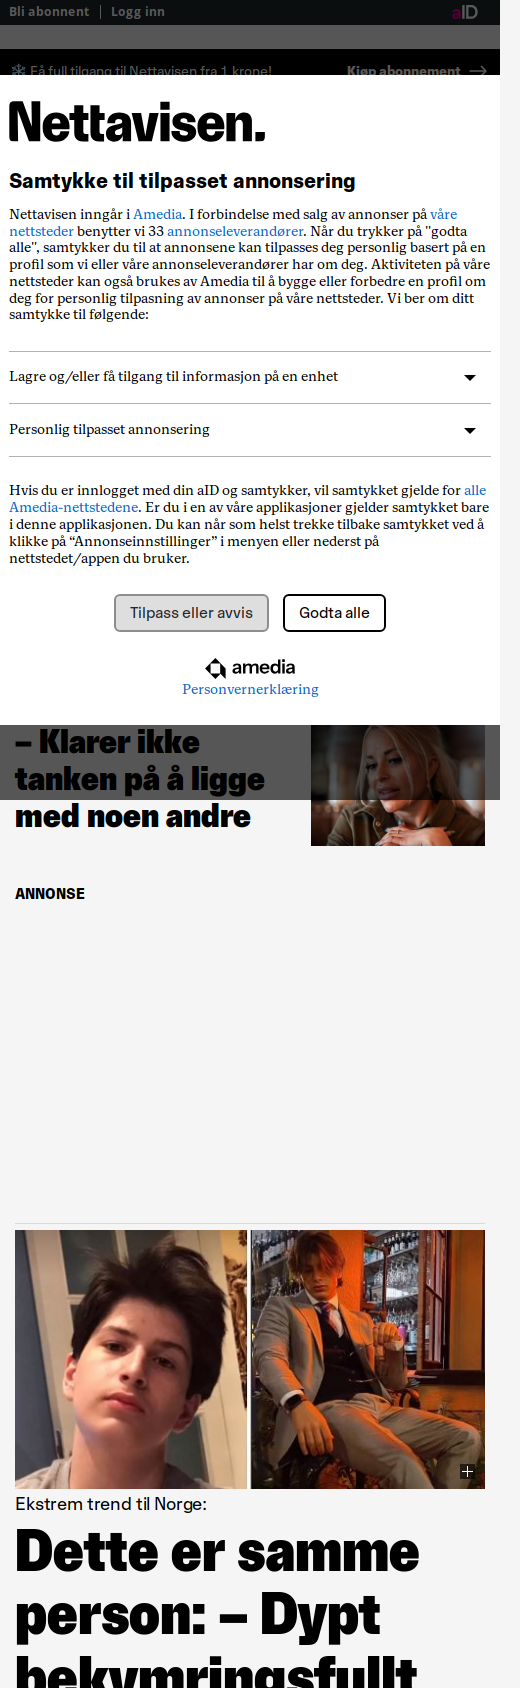 Bli abonnent | Logg inn aID
Få full tilgang til Nettavisen fra 1 krone! Kjøp abonnement
Nettavisen.
Samtykke til tilpasset annonsering
Nettavisen inngår i Amedia. I forbindelse med salg av annonser på våre
nettsteder benytter vi 33 annonseleverandører. Når du trykker på "godta
alle", samtykker du til at annonsene kan tilpasses deg personlig basert på en
profil som vi eller våre annonseleverandører har om deg. Aktiviteten på våre
nettsteder kan også brukes av Amedia til å bygge eller forbedre en profil om
deg for personlig tilpasning av annonser på våre nettsteder. Vi ber om ditt
samtykke til følgende:
Lagre og/eller få tilgang til informasjon på en enhet
Personlig tilpasset annonsering
Hvis du er innlogget med din aID og samtykker, vil samtykket gjelde for alle
Amedia-nettstedene. Er du i en av våre applikasjoner gjelder samtykket bare
i denne applikasjonen. Du kan når som helst trekke tilbake samtykket ved å
klikke på “Annonseinnstillinger” i menyen eller nederst på
nettstedet/appen du bruker.
Tilpass eller avvis Godta alle
amedia
Personvernerklæring
– Klarer ikke
tanken på å ligge
med noen andre
ANNONSE
Ekstrem trend til Norge:
Dette er samme
person: – Dypt
bekymringsfullt